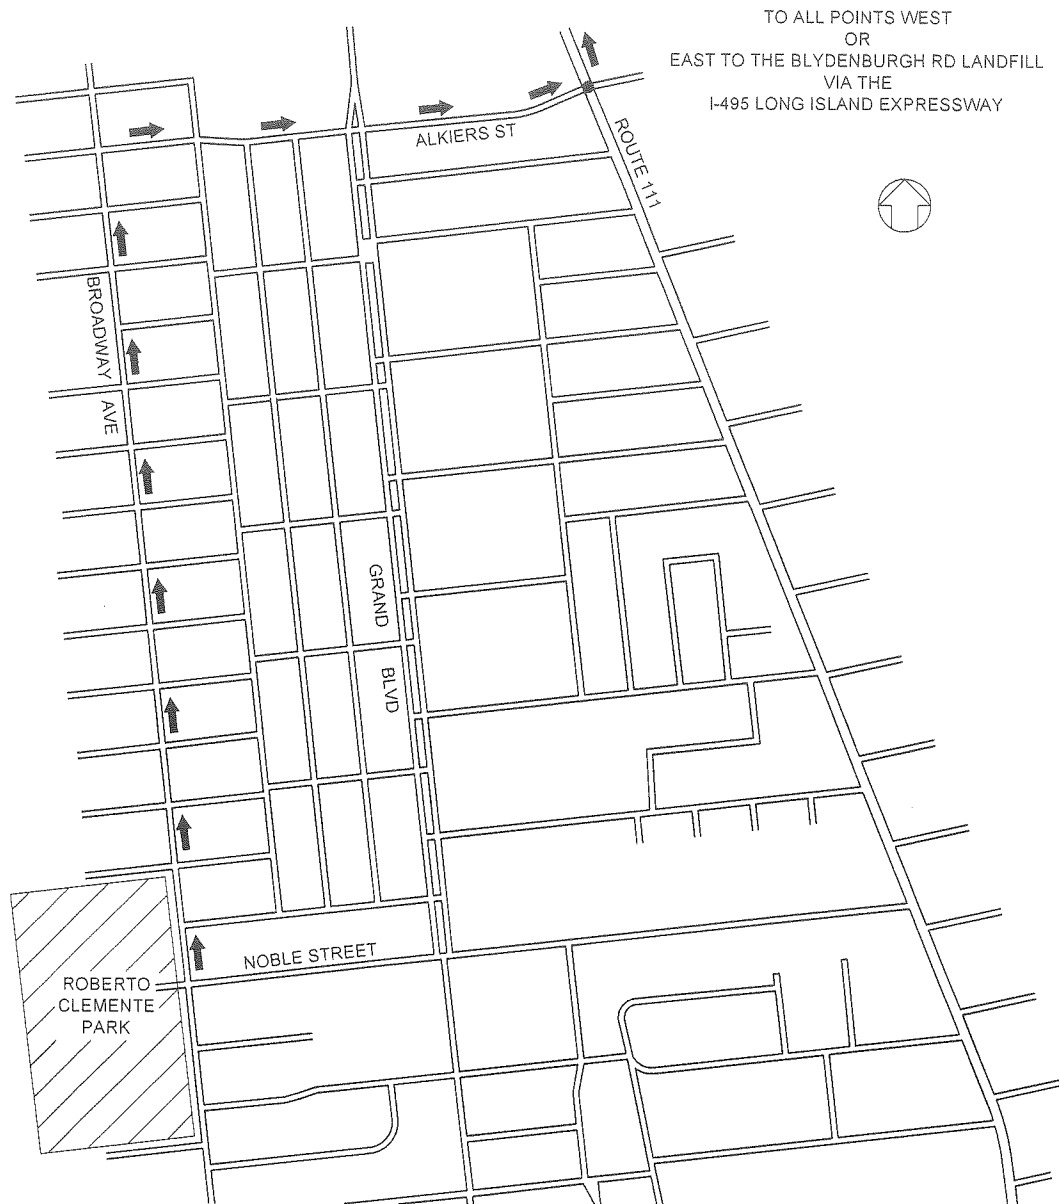 TO ALL POINTS WEST
OR
EAST TO THE BLYDENBURGH RD LANDFILL
VIA THE
I-495 LONG ISLAND EXPRESSWAY
ALKIERS ST
ROUTE 111
BROADWAY AVE
GRAND BLVD
NOBLE STREET
ROBERTO
CLEMENTE
PARK